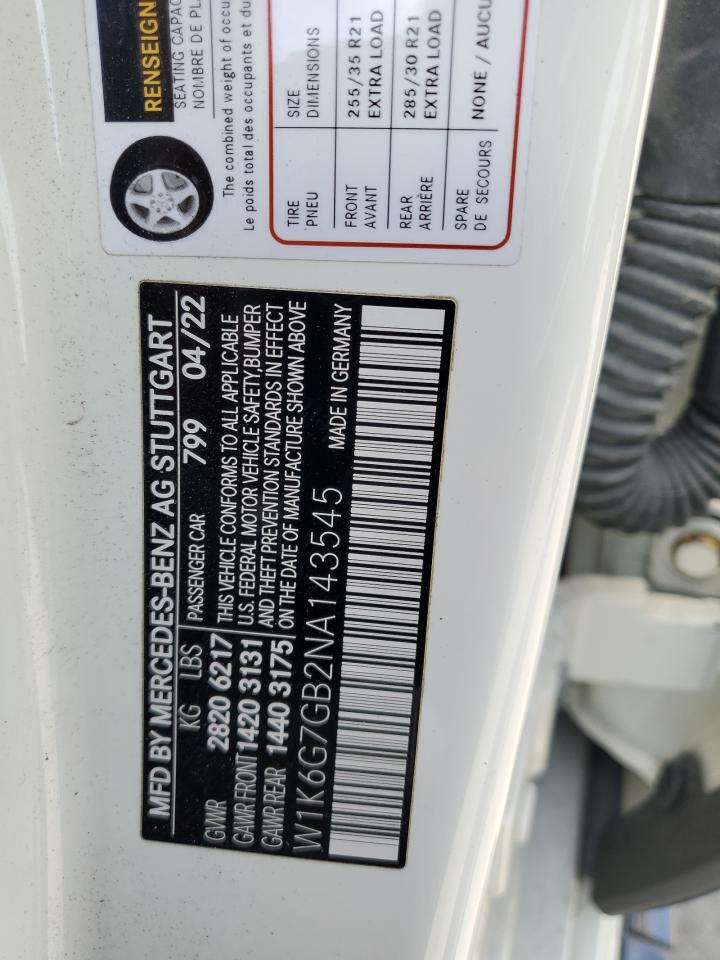 RENSEIGN
SEATING CAPAC
NOMBRE DE PL
The combined weight of occu
Le poids total des occupants et du
TIRE SIZE
PNEU DIMENSIONS
FRONT 255/35 R21
AVANT EXTRA LOAD
REAR 285/30 R21
ARRIÈRE EXTRA LOAD
SPARE
DE SECOURS NONE / AUCU
MFD BY MERCEDES-BENZ AG STUTTGART
KG LBS PASSENGER CAR 799 04/22
GVWR 2820 6217 THIS VEHICLE CONFORMS TO ALL APPLICABLE
GAWR FRONT 1420 3131 U.S. FEDERAL MOTOR VEHICLE SAFETY, BUMPER
GAWR REAR 1440 3175 AND THEFT PREVENTION STANDARDS IN EFFECT
ON THE DATE OF MANUFACTURE SHOWN ABOVE
W1K6G7GB2NA143545 MADE IN GERMANY